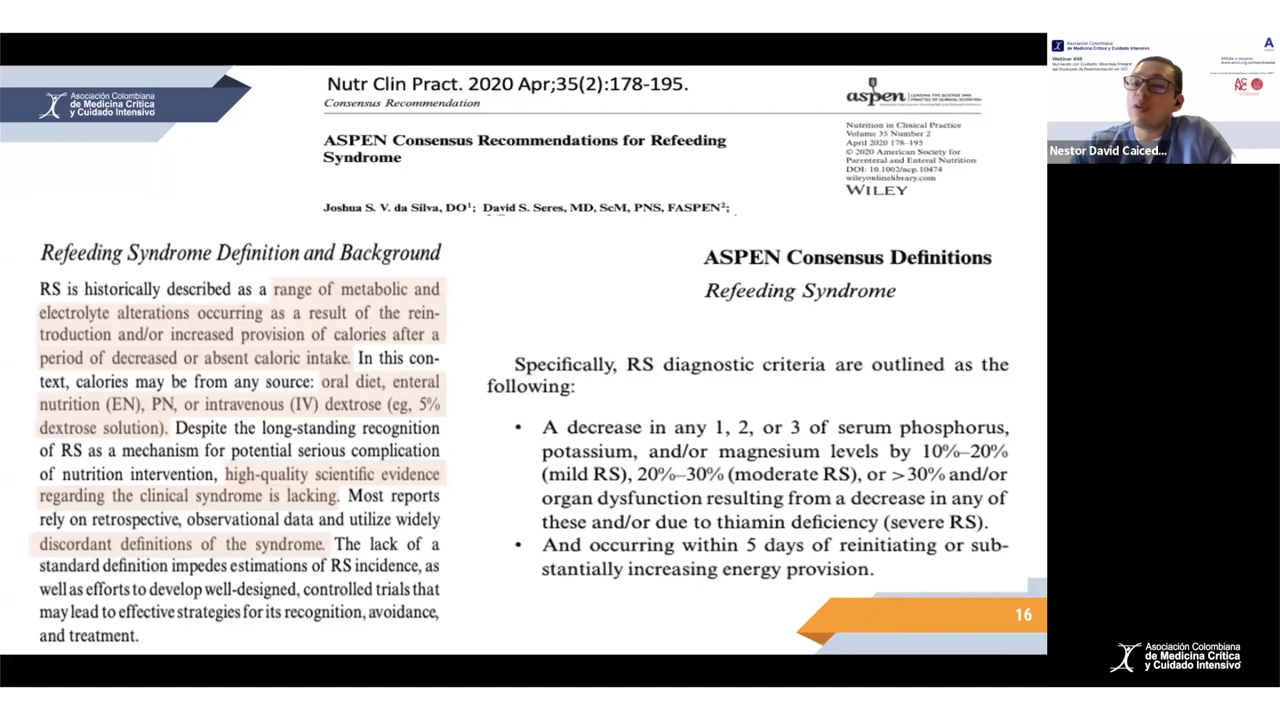 Nutr Clin Pract. 2020 Apr;35(2):178-195.
Consensus Recommendation
aspen LEADING THE SCIENCE AND
Asociación Colombiana
de Medicina Crítica
y Cuidado Intensivo
ASPEN Consensus Recommendations for Refeeding
Syndrome
Nutrition in Clinical Practice
Volume 35 Number 2
April 2020 178–195
© 2020 American Society for
Parenteral and Enteral Nutrition
DOI: 10.1002/ncp.10474
wileyonlinelibrary.com
WILEY
Joshua S. V. da Silva, DO1; David S. Seres, MD, ScM, PNS, FASPEN2;
Refeeding Syndrome Definition and Background
RS is historically described as a range of metabolic and
electrolyte alterations occurring as a result of the rein-
troduction and/or increased provision of calories after a
period of decreased or absent caloric intake. In this con-
text, calories may be from any source: oral diet, enteral
nutrition (EN), PN, or intravenous (IV) dextrose (eg, 5%
dextrose solution). Despite the long-standing recognition
of RS as a mechanism for potential serious complication
of nutrition intervention, high-quality scientific evidence
regarding the clinical syndrome is lacking. Most reports
rely on retrospective, observational data and utilize widely
discordant definitions of the syndrome. The lack of a
standard definition impedes estimations of RS incidence, as
well as efforts to develop well-designed, controlled trials that
may lead to effective strategies for its recognition, avoidance,
and treatment.
ASPEN Consensus Definitions
Refeeding Syndrome
Specifically, RS diagnostic criteria are outlined as the
following:
• A decrease in any 1, 2, or 3 of serum phosphorus,
potassium, and/or magnesium levels by 10%–20%
(mild RS), 20%–30% (moderate RS), or >30% and/or
organ dysfunction resulting from a decrease in any of
these and/or due to thiamin deficiency (severe RS).
• And occurring within 5 days of reinitiating or sub-
stantially increasing energy provision.
16
Asociación Colombiana
de Medicina Crítica y Cuidado Intensivo
Webinar #65
Nestor David Caiced...
Asociación Colombiana
de Medicina Crítica
y Cuidado Intensivo